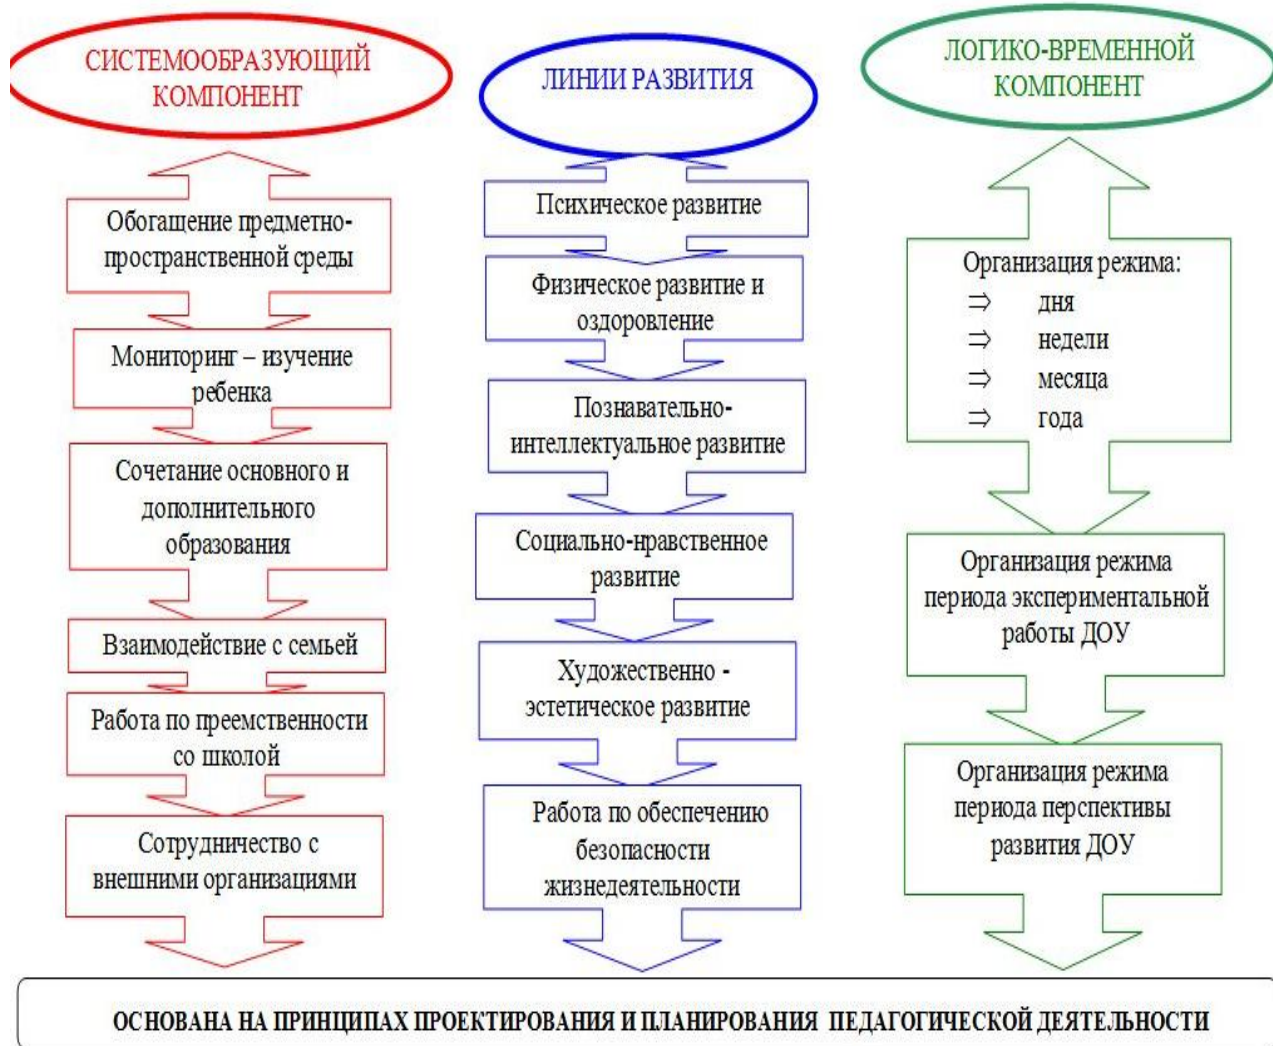 СИСТЕМООБРАЗУЮЩИЙ
КОМПОНЕНТ
Обогащение предметно-
пространственной среды
Мониторинг – изучение
ребенка
Сочетание основного и
дополнительного
образования
Взаимодействие с семьей
Работа по преемственности
со школой
Сотрудничество с
внешними организациями
ЛИНИИ РАЗВИТИЯ
Психическое развитие
Физическое развитие и
оздоровление
Познавательно-
интеллектуальное развитие
Социально-нравственное
развитие
Художественно -
эстетическое развитие
Работа по обеспечению
безопасности
жизнедеятельности
ЛОГИКО-ВРЕМЕННОЙ
КОМПОНЕНТ
Организация режима:
⇒ дня
⇒ недели
⇒ месяца
⇒ года
Организация режима
периода экспериментальной
работы ДОУ
Организация режима
периода перспективы
развития ДОУ
ОСНОВАНА НА ПРИНЦИПАХ ПРОЕКТИРОВАНИЯ И ПЛАНИРОВАНИЯ ПЕДАГОГИЧЕСКОЙ ДЕЯТЕЛЬНОСТИ